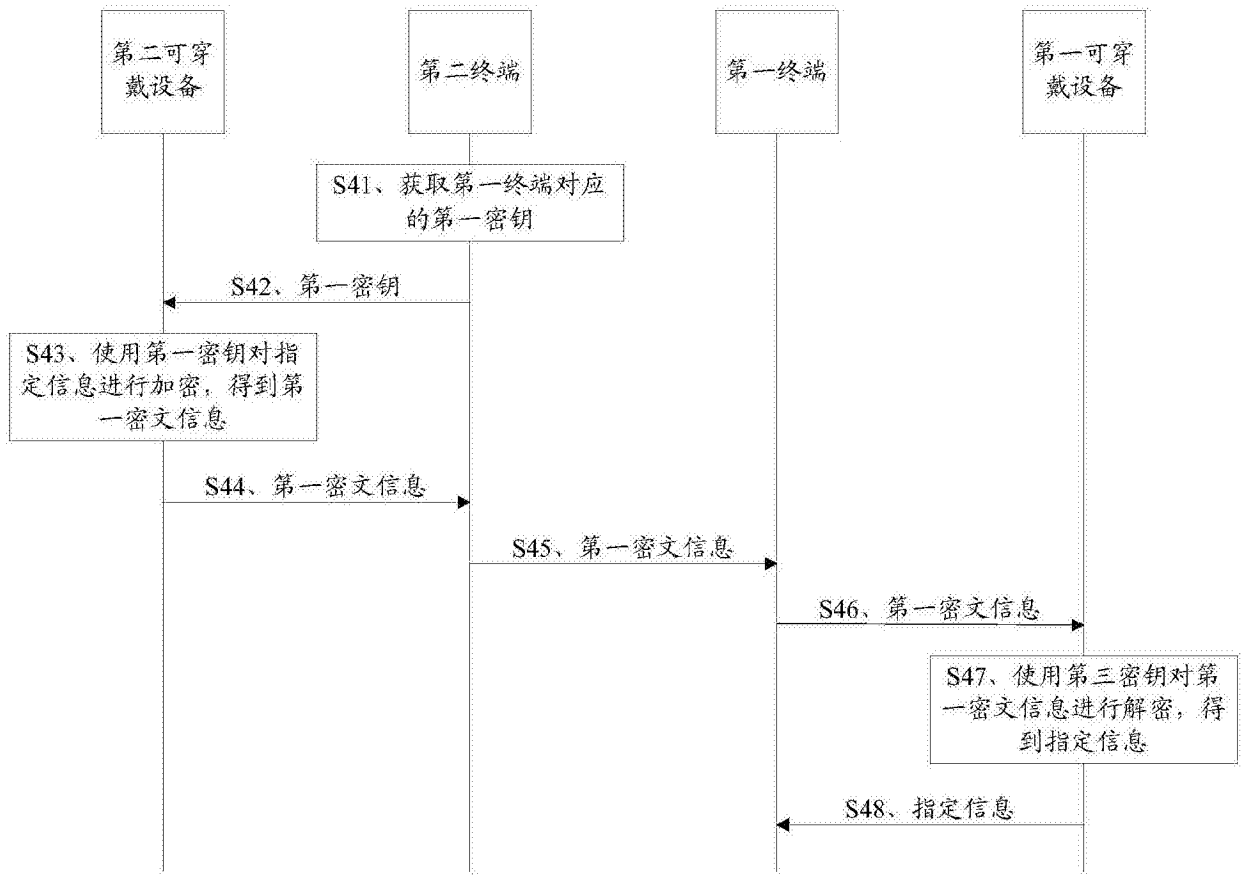 第二可穿
戴设备
第二终端
第一终端
第一可穿
戴设备
S41、获取第一终端对应
的第一密钥
S42、第一密钥
S43、使用第一密钥对指
定信息进行加密，得到第
一密文信息
S44、第一密文信息
S45、第一密文信息
S46、第一密文信息
S47、使用第三密钥对第
一密文信息进行解密，得
到指定信息
S48、指定信息